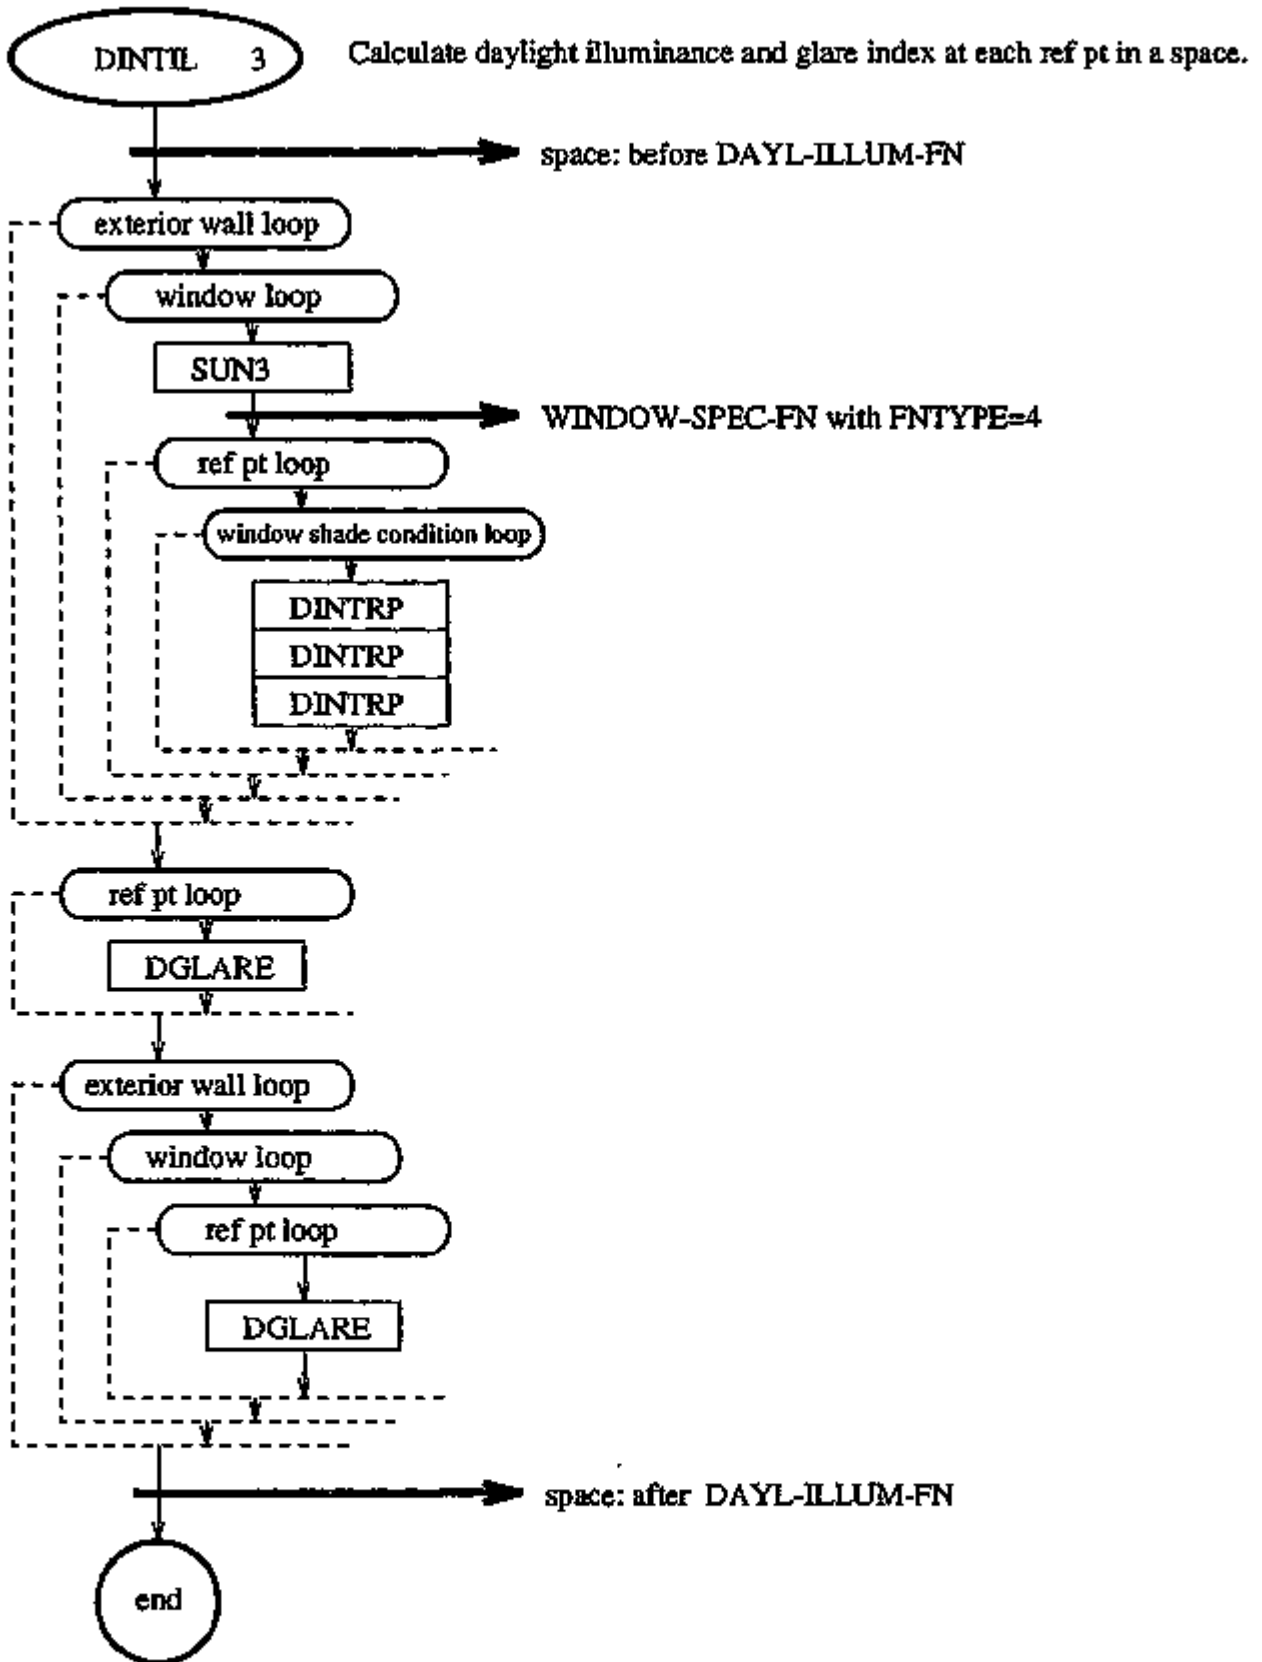 DINTIL 3 Calculate daylight illuminance and glare index at each ref pt in a space.
space: before DAYL-ILLUM-FN
exterior wall loop
window loop
SUN3
WINDOW-SPEC-FN with FNTYPE=4
ref pt loop
window shade condition loop
DINTRP
DINTRP
DINTRP
ref pt loop
DGLARE
exterior wall loop
window loop
ref pt loop
DGLARE
space: after DAYL-ILLUM-FN
end